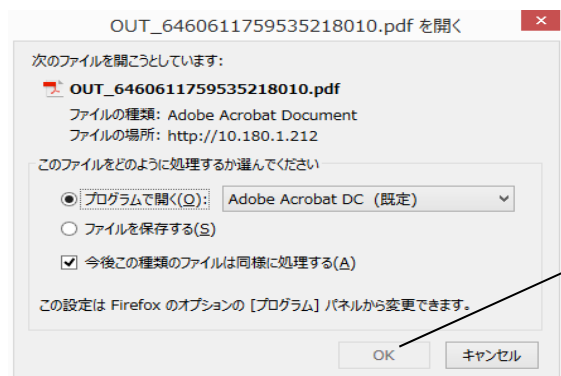 OUT_6460611759535218010.pdf を開く
次のファイルを開こうとしています:
OUT_6460611759535218010.pdf
ファイルの種類: Adobe Acrobat Document
ファイルの場所: http://10.180.1.212
このファイルをどのように処理するか選んでください
プログラムで開く(O): Adobe Acrobat DC (既定)
ファイルを保存する(S)
今後この種類のファイルは同様に処理する(A)
この設定は Firefox のオプションの [プログラム] パネルから変更できます。
OK キャンセル